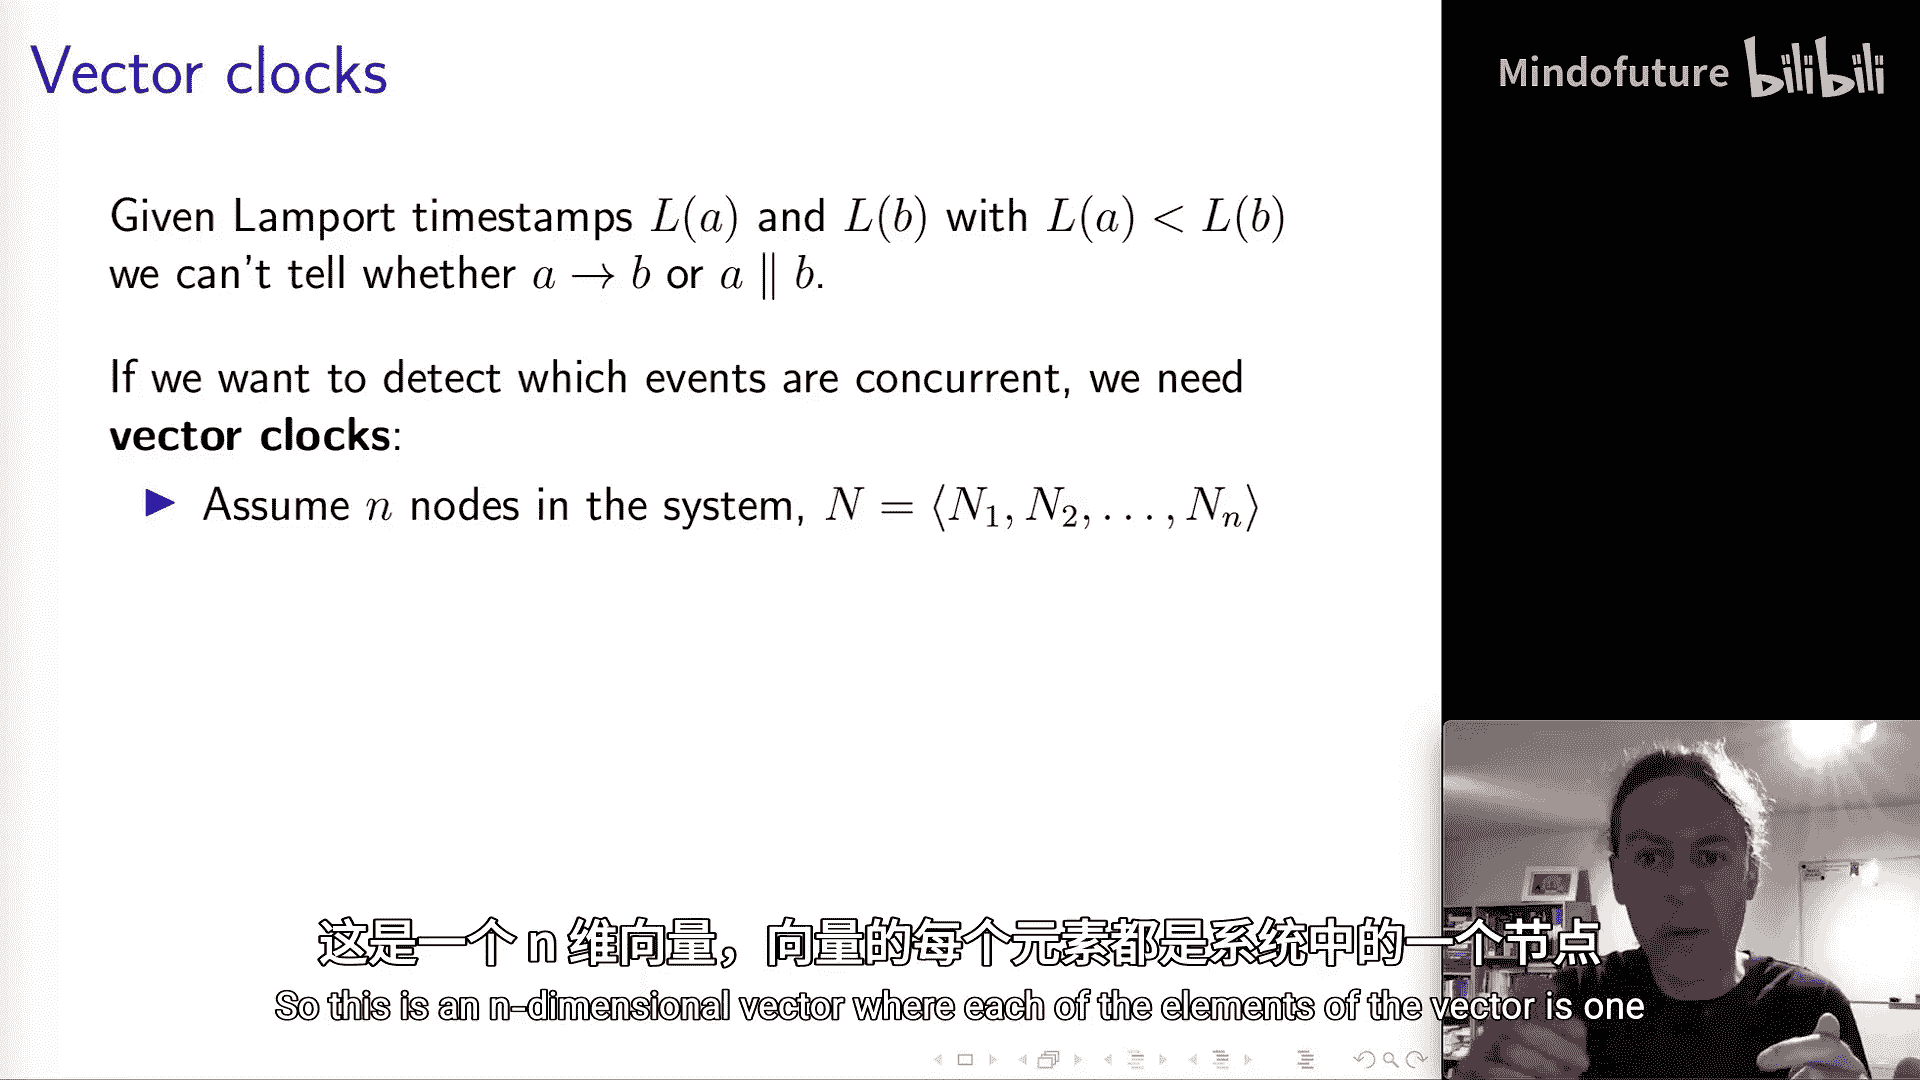 Vector clocks
Mindofuture bilibili
Given Lamport timestamps L(a) and L(b) with L(a) < L(b)
we can't tell whether a → b or a ∥ b.
If we want to detect which events are concurrent, we need
vector clocks:
▶ Assume n nodes in the system, N = ⟨N₁, N₂, . . . , Nₙ⟩
这是一个 n 维向量，向量的每个元素都是系统中的一个节点
So this is an n-dimensional vector where each of the elements of the vector is one